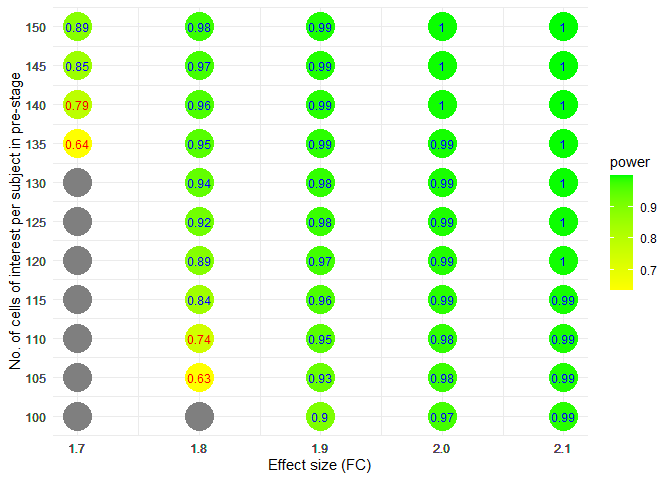 No. of cells of interest per subject in pre-stage
150 0.89 0.98 0.99 1 1
145 0.85 0.97 0.99 1 1
140 0.79 0.96 0.99 1 1
135 0.64 0.95 0.99 0.99 1
130 0.94 0.98 0.99 1
125 0.92 0.98 0.99 1
120 0.89 0.97 0.99 1
115 0.84 0.96 0.99 0.99
110 0.74 0.95 0.98 0.99
105 0.63 0.93 0.98 0.99
100 0.9 0.97 0.99
1.7 1.8 1.9 2.0 2.1
Effect size (FC)
power
0.9
0.8
0.7